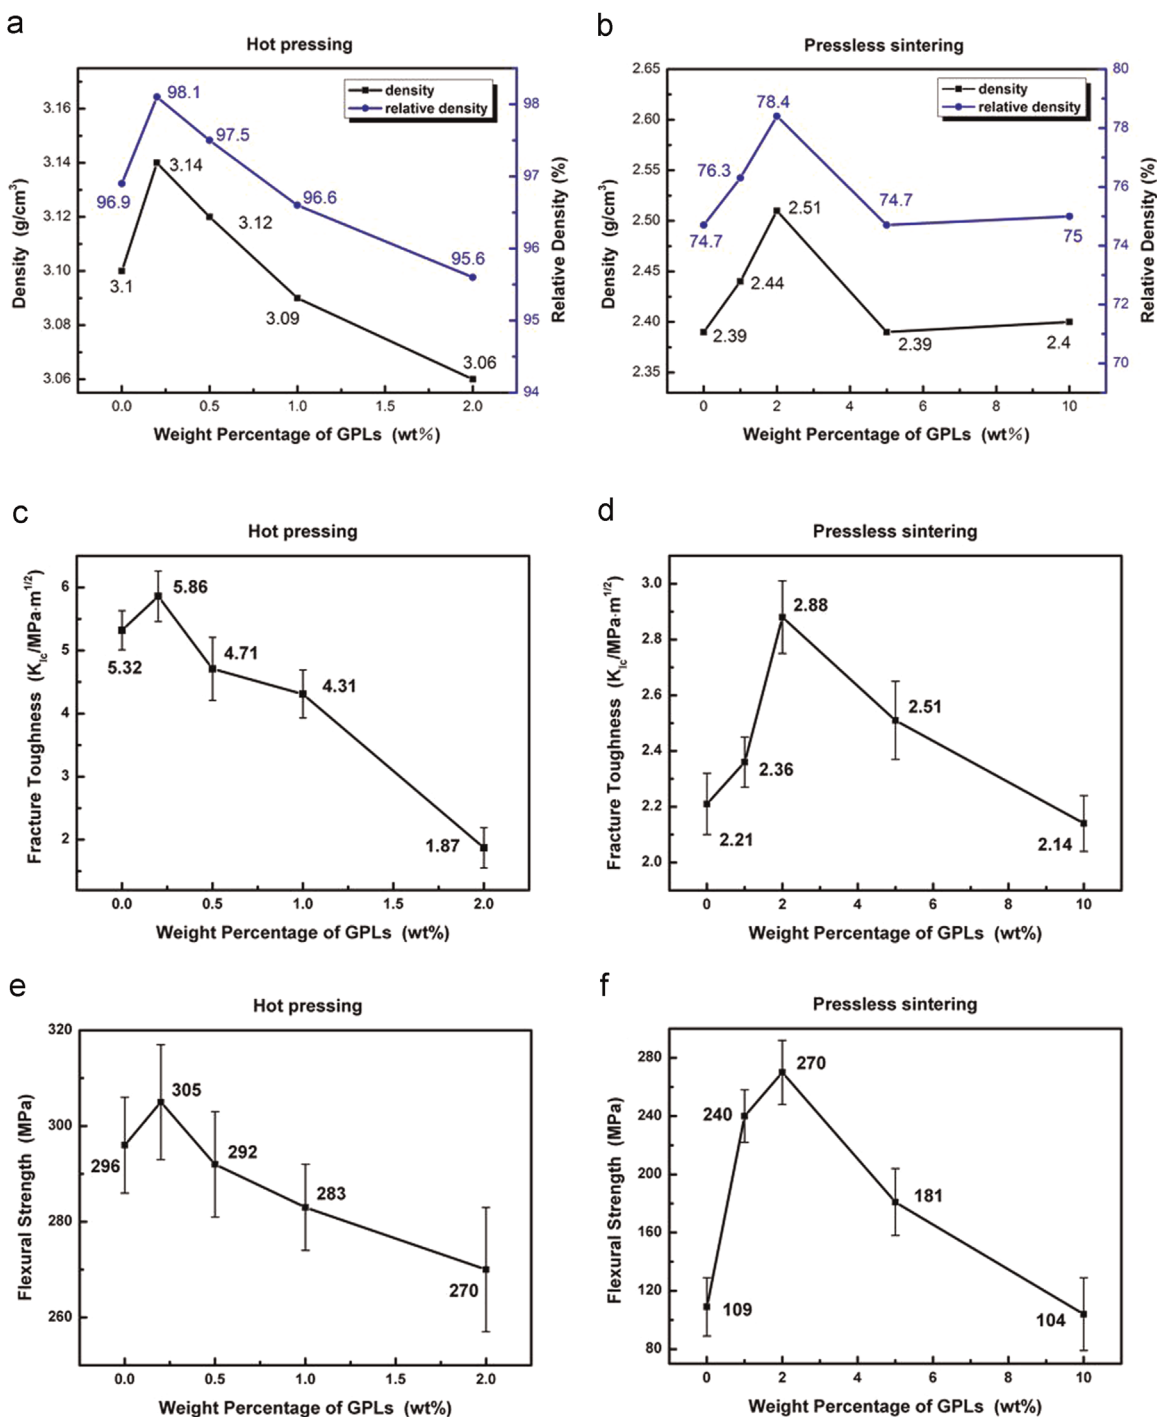 a
Hot pressing
density
relative density
3.16
3.14
3.12
3.10
3.08
3.06
Density (g/cm3)
98.1
97.5
96.9
96.6
95.6
3.14
3.12
3.1
3.09
3.06
98
97
96
95
94
Relative Density (%)
0.0 0.5 1.0 1.5 2.0
Weight Percentage of GPLs (wt%)
b
Pressless sintering
density
relative density
2.65
2.60
2.55
2.50
2.45
2.40
2.35
Density (g/cm3)
78.4
76.3
74.7
74.7
75
2.51
2.44
2.39
2.39
2.4
80
78
76
74
72
70
Relative Density (%)
0 2 4 6 8 10
Weight Percentage of GPLs (wt%)
c
Hot pressing
6
5
4
3
2
Fracture Toughness (KIc/MPa·m1/2)
5.86
5.32
4.71
4.31
1.87
0.0 0.5 1.0 1.5 2.0
Weight Percentage of GPLs (wt%)
d
Pressless sintering
3.0
2.8
2.6
2.4
2.2
2.0
Fracture Toughness (KIc/MPa·m1/2)
2.88
2.51
2.36
2.21
2.14
0 2 4 6 8 10
Weight Percentage of GPLs (wt%)
e
Hot pressing
320
300
280
260
Flexural Strength (MPa)
305
296
292
283
270
0.0 0.5 1.0 1.5 2.0
Weight Percentage of GPLs (wt%)
f
Pressless sintering
280
240
200
160
120
80
Flexural Strength (MPa)
270
240
181
109
104
0 2 4 6 8 10
Weight Percentage of GPLs (wt%)